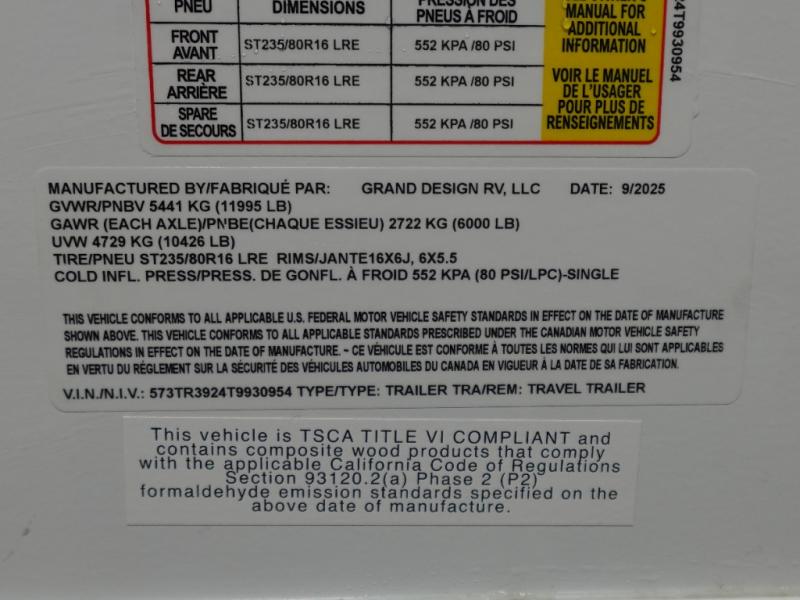 PNEU DIMENSIONS PRESSION DES PNEUS À FROID
FRONT AVANT ST235/80R16 LRE 552 KPA /80 PSI
REAR ARRIÈRE ST235/80R16 LRE 552 KPA /80 PSI
SPARE DE SECOURS ST235/80R16 LRE 552 KPA /80 PSI
MANUAL FOR
ADDITIONAL
INFORMATION
VOIR LE MANUEL
DE L'USAGER
POUR PLUS DE
RENSEIGNEMENTS
4T9930954
MANUFACTURED BY/FABRIQUÉ PAR: GRAND DESIGN RV, LLC DATE: 9/2025
GVWR/PNBV 5441 KG (11995 LB)
GAWR (EACH AXLE)/PNBE(CHAQUE ESSIEU) 2722 KG (6000 LB)
UVW 4729 KG (10426 LB)
TIRE/PNEU ST235/80R16 LRE RIMS/JANTE16X6J, 6X5.5
COLD INFL. PRESS/PRESS. DE GONFL. À FROID 552 KPA (80 PSI/LPC)-SINGLE
THIS VEHICLE CONFORMS TO ALL APPLICABLE U.S. FEDERAL MOTOR VEHICLE SAFETY STANDARDS IN EFFECT ON THE DATE OF MANUFACTURE
SHOWN ABOVE. THIS VEHICLE CONFORMS TO ALL APPLICABLE STANDARDS PRESCRIBED UNDER THE CANADIAN MOTOR VEHICLE SAFETY
REGULATIONS IN EFFECT ON THE DATE OF MANUFACTURE. - CE VÉHICULE EST CONFORME À TOUTES LES NORMES QUI LUI SONT APPLICABLES
EN VERTU DU RÉGLEMENT SUR LA SÉCURITÉ DES VÉHICULES AUTOMOBILES DU CANADA EN VIGUEUR À LA DATE DE SA FABRICATION.
V.I.N./N.I.V.: 573TR3924T9930954 TYPE/TYPE: TRAILER TRA/REM: TRAVEL TRAILER
This vehicle is TSCA TITLE VI COMPLIANT and
contains composite wood products that comply
with the applicable California Code of Regulations
Section 93120.2(a) Phase 2 (P2)
formaldehyde emission standards specified on the
above date of manufacture.